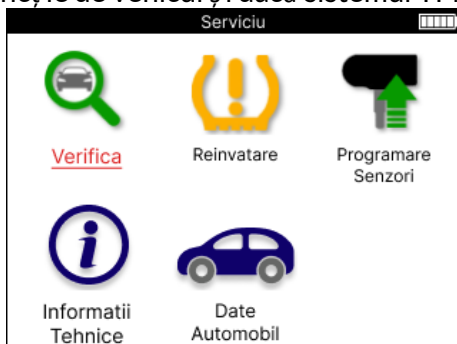 Serviciu
Verifica
Reinvatare
Programare
Senzori
Informatii
Tehnice
Date
Automobil